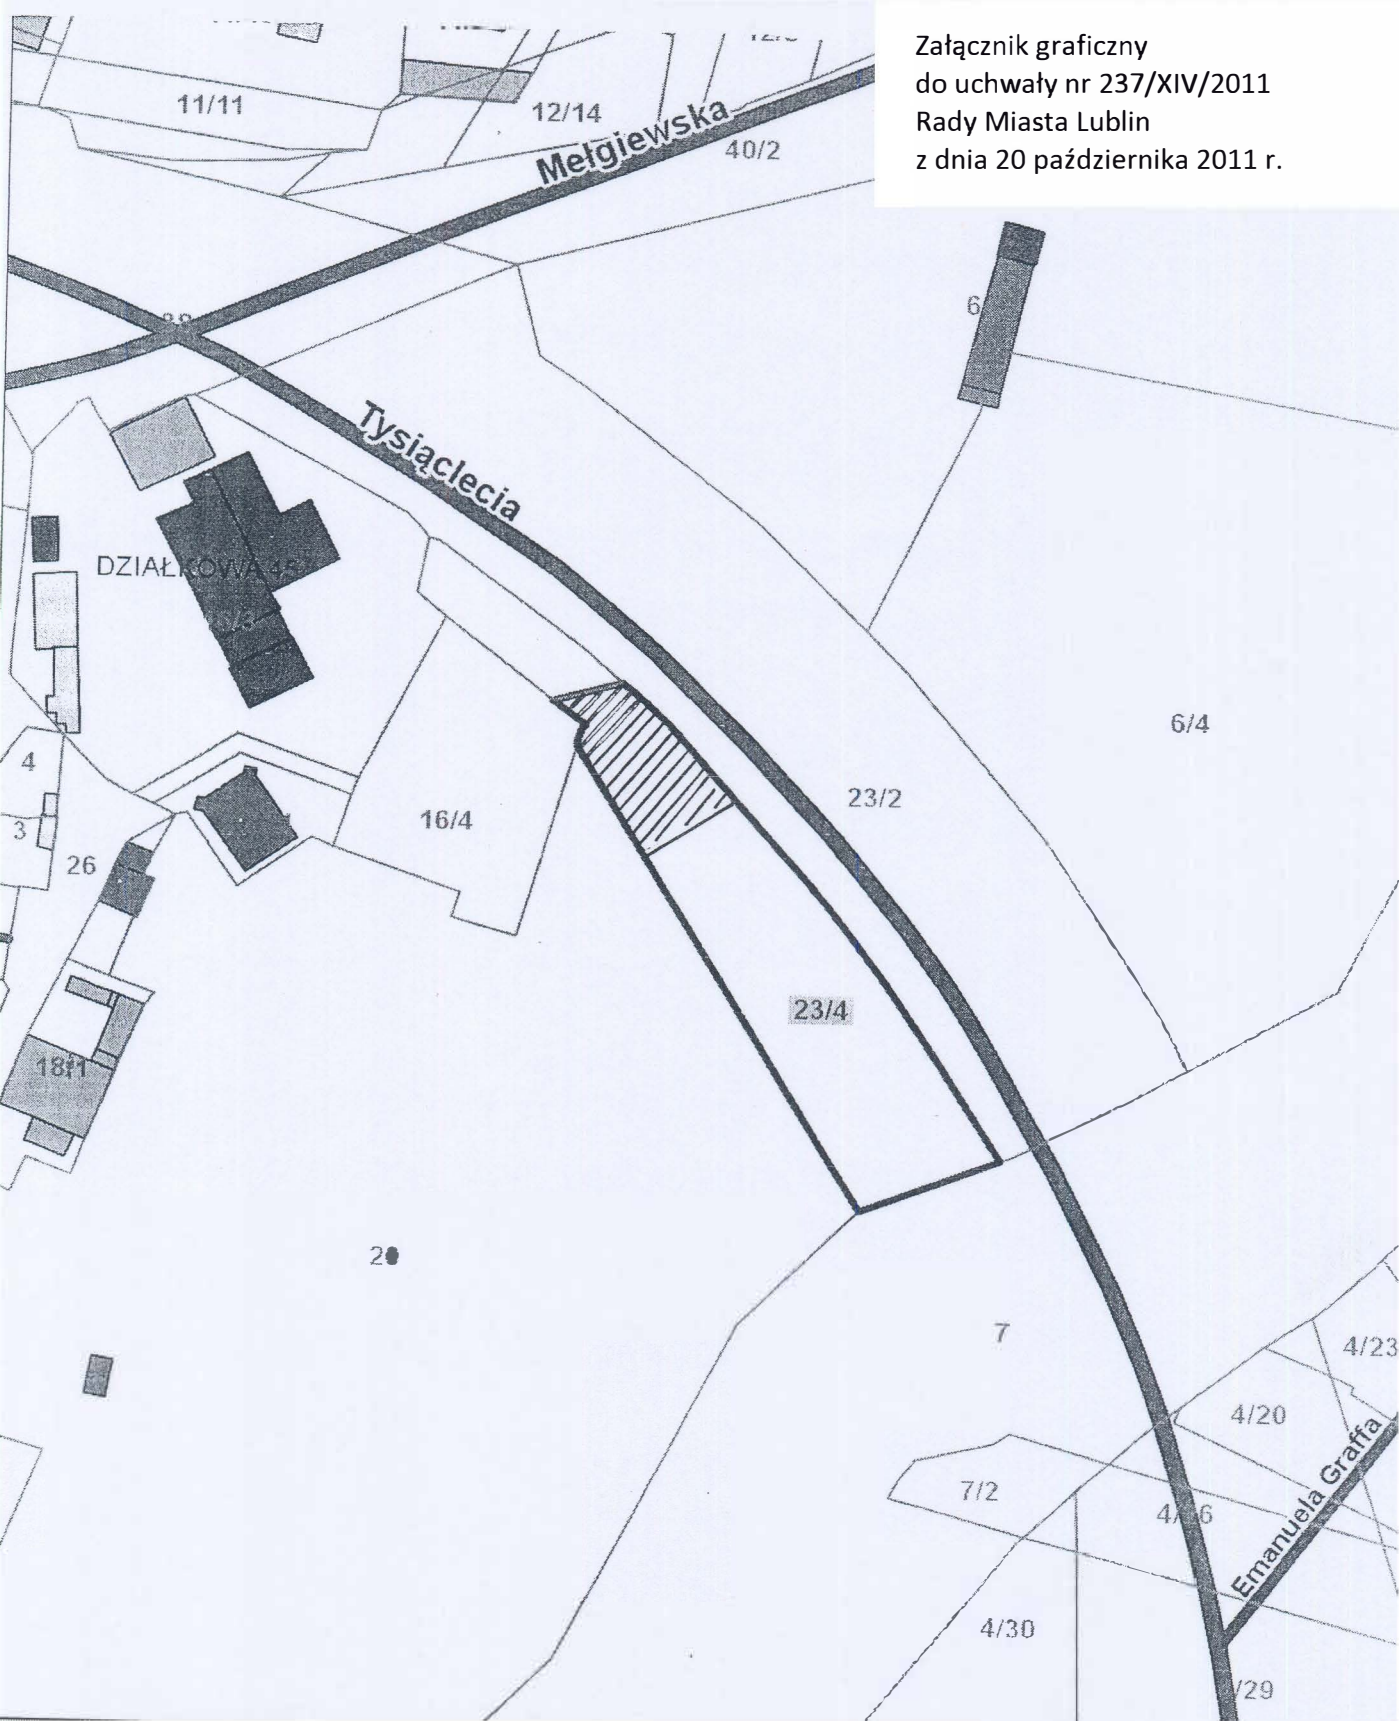 Załącznik graficzny
do uchwały nr 237/XIV/2011
Rady Miasta Lublin
z dnia 20 października 2011 r.
11/11
12/14
Mełgiewska
40/2
6
Tysiąclecia
DZIAŁKOWA 45
6/4
4
23/2
3
16/4
26
23/4
18/1
7
4/23
4/20
Emanuela Graffa
7/2
4/30
/29